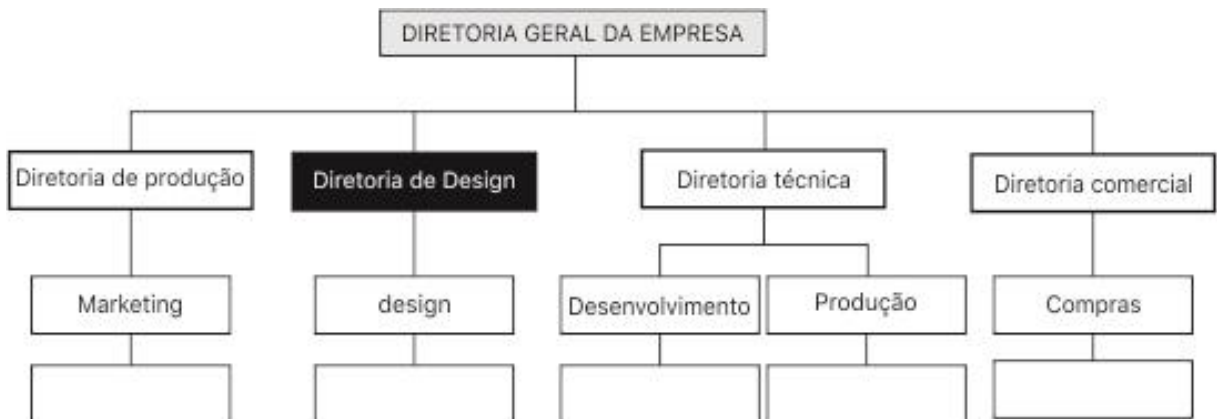 DIRETORIA GERAL DA EMPRESA
Diretoria de produção
Diretoria de Design
Diretoria técnica
Diretoria comercial
Marketing
design
Desenvolvimento
Produção
Compras